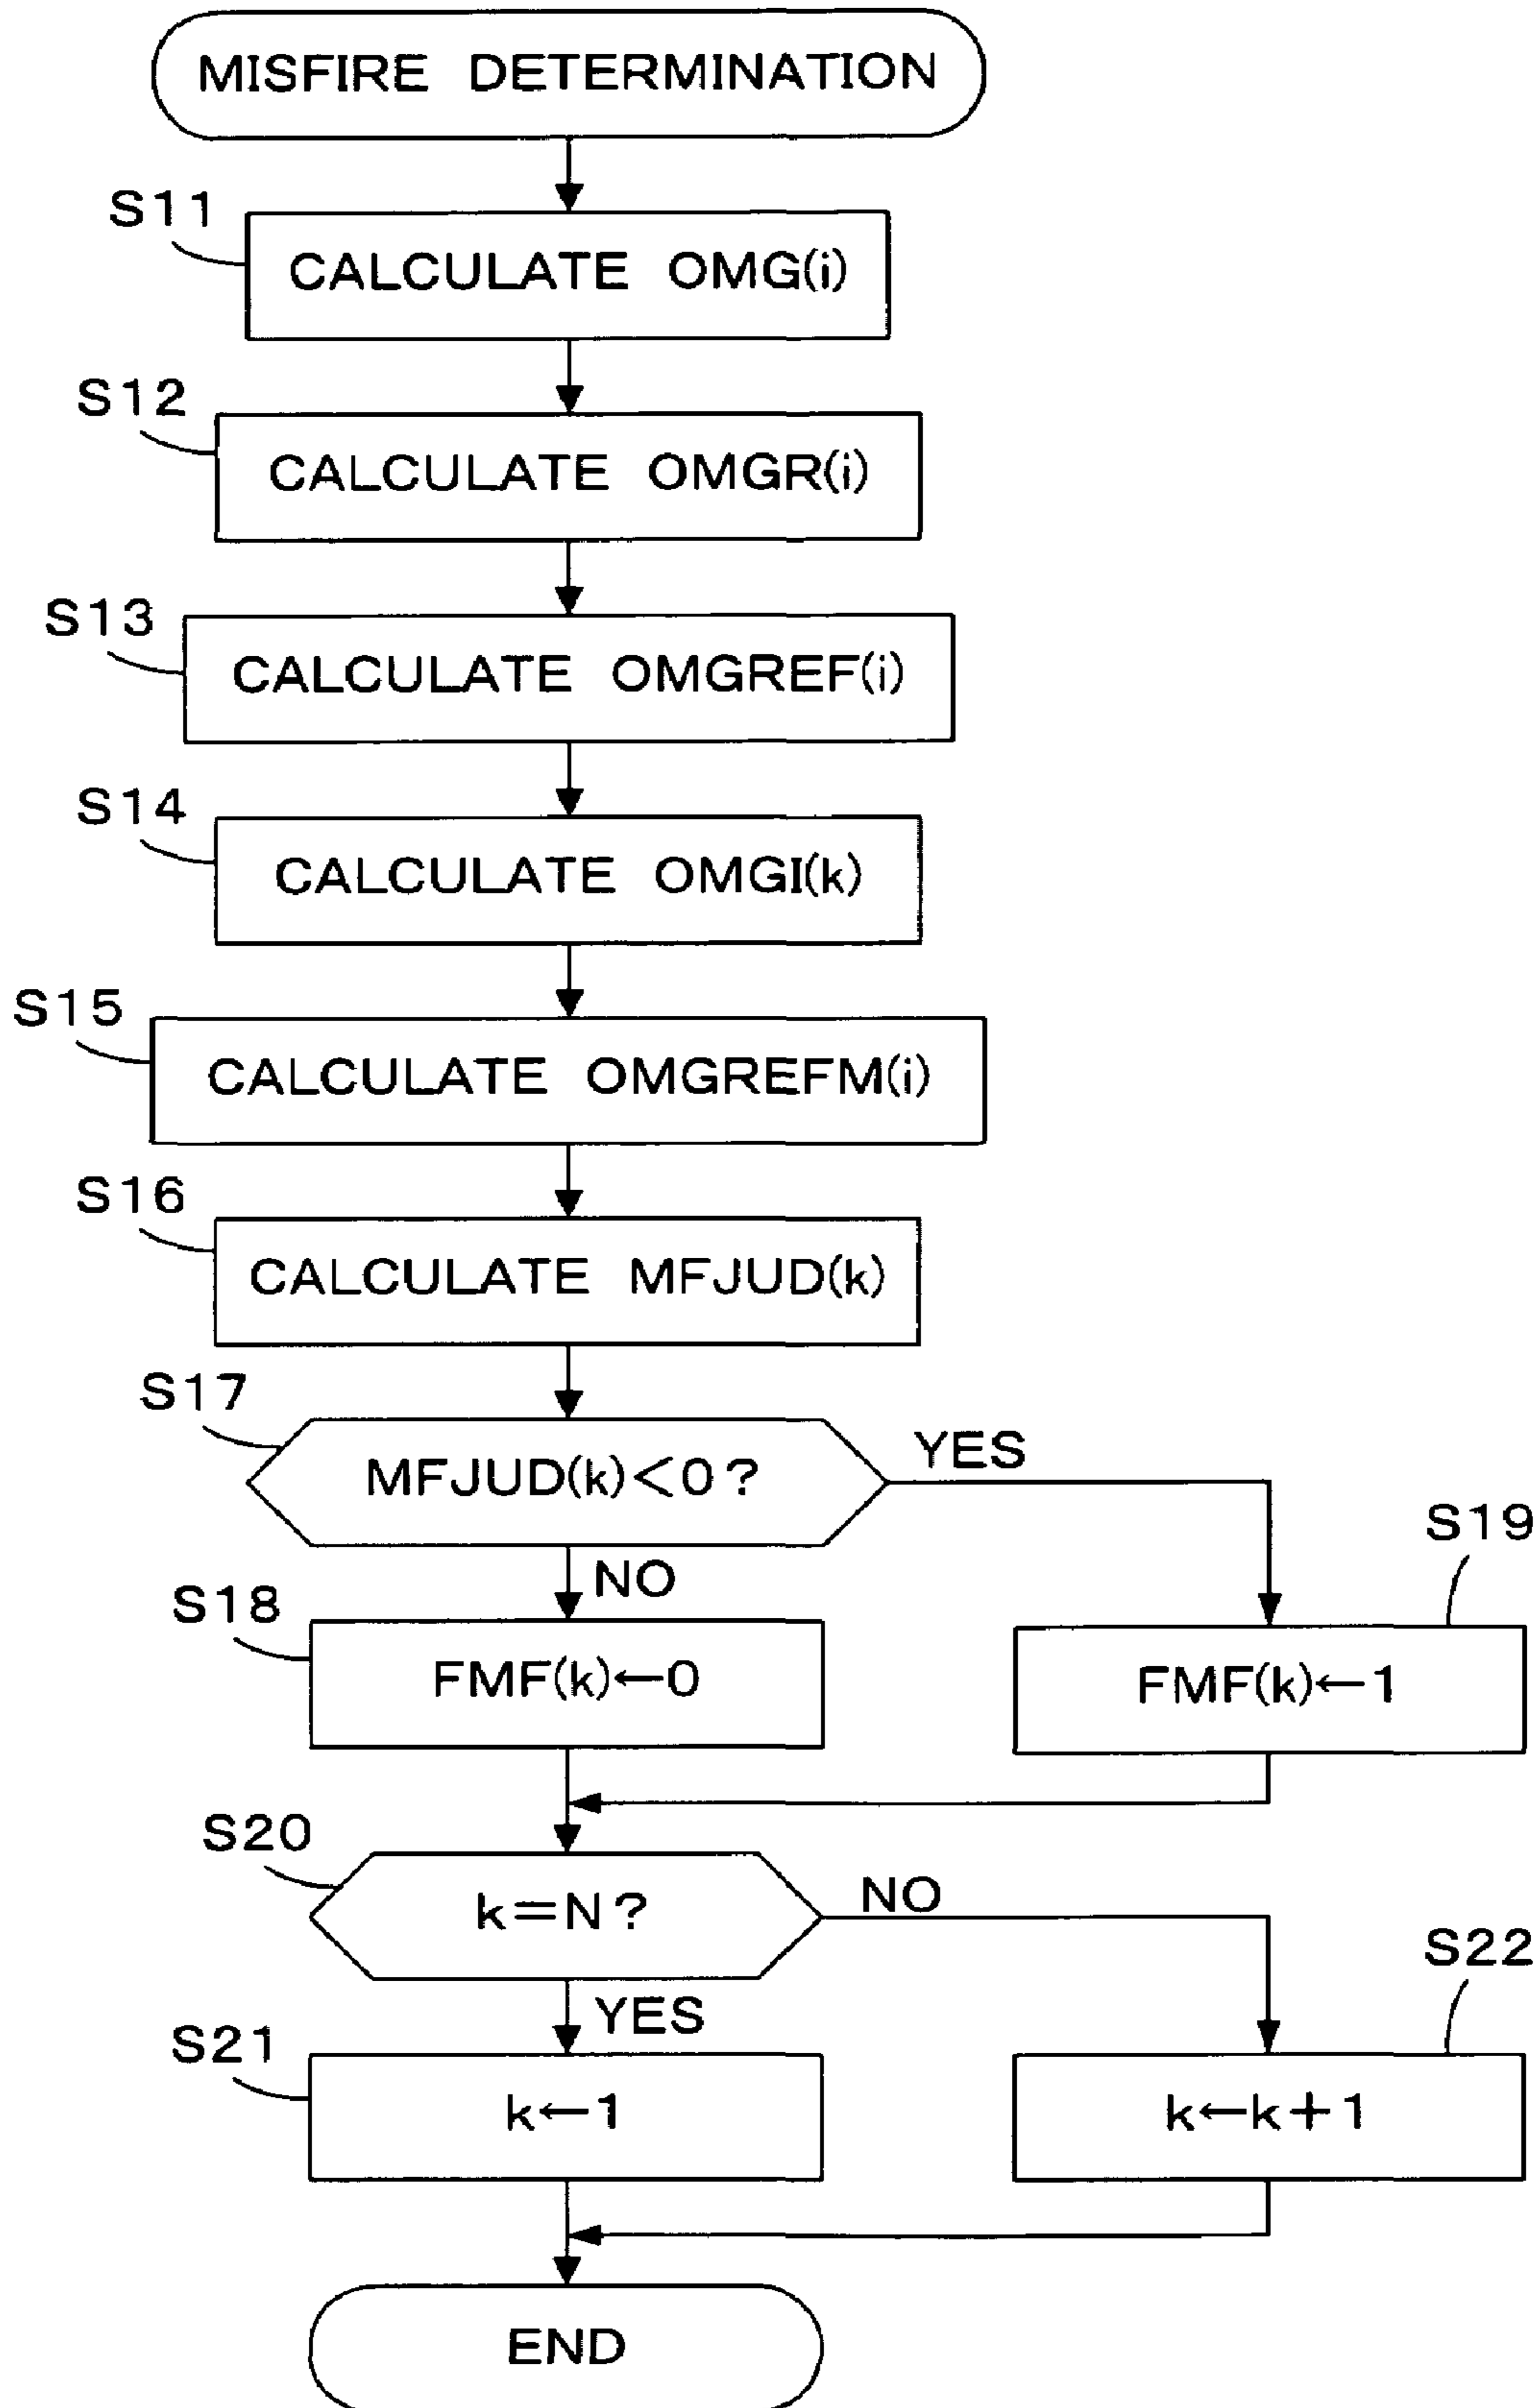 MISFIRE DETERMINATION
S11
CALCULATE OMG(i)
S12
CALCULATE OMGR(i)
S13
CALCULATE OMGREF(i)
S14
CALCULATE OMGI(k)
S15
CALCULATE OMGREFM(i)
S16
CALCULATE MFJUD(k)
S17
MFJUD(k)<0?
YES
NO
S18
FMF(k)←0
S19
FMF(k)←1
S20
k=N?
NO
YES
S21
k←1
S22
k←k+1
END